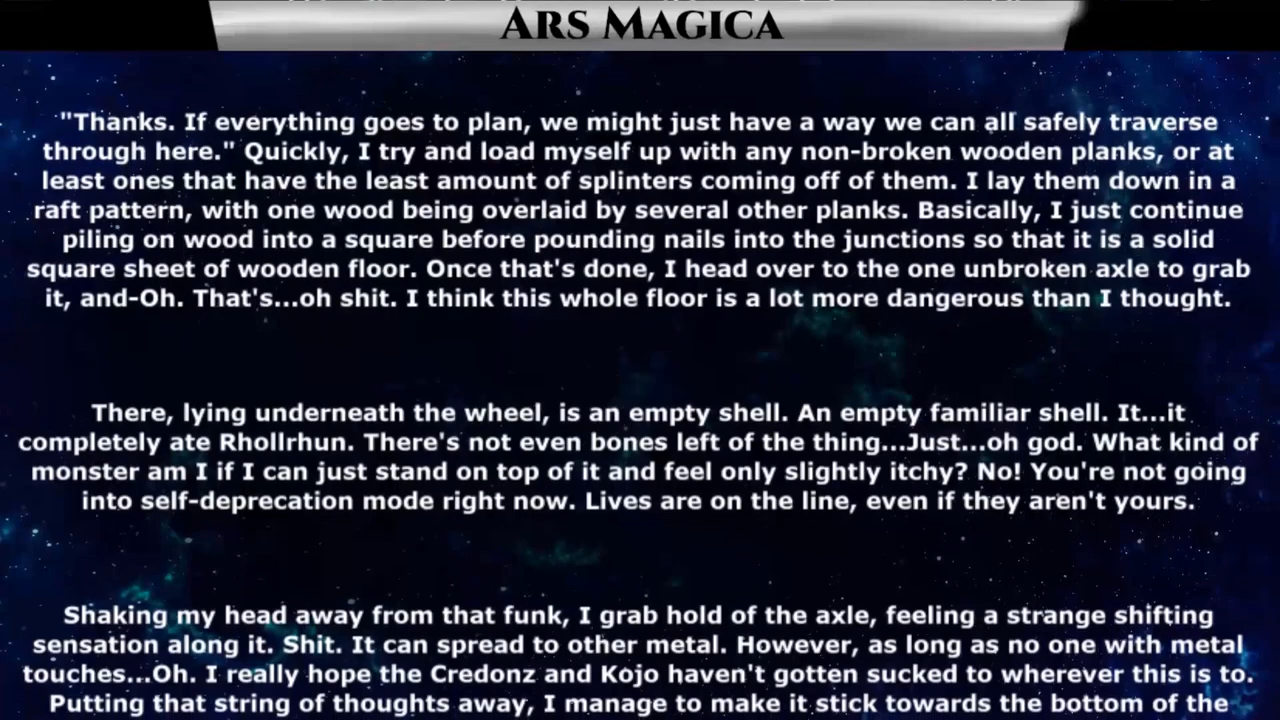 Ars Magica
"Thanks. If everything goes to plan, we might just have a way we can all safely traverse
through here." Quickly, I try and load myself up with any non-broken wooden planks, or at
least ones that have the least amount of splinters coming off of them. I lay them down in a
raft pattern, with one wood being overlaid by several other planks. Basically, I just continue
piling on wood into a square before pounding nails into the junctions so that it is a solid
square sheet of wooden floor. Once that's done, I head over to the one unbroken axle to grab
it, and-Oh. That's...oh shit. I think this whole floor is a lot more dangerous than I thought.
There, lying underneath the wheel, is an empty shell. An empty familiar shell. It...it
completely ate Rhollrhun. There's not even bones left of the thing...Just...oh god. What kind of
monster am I if I can just stand on top of it and feel only slightly itchy? No! You're not going
into self-deprecation mode right now. Lives are on the line, even if they aren't yours.
Shaking my head away from that funk, I grab hold of the axle, feeling a strange shifting
sensation along it. Shit. It can spread to other metal. However, as long as no one with metal
touches...Oh. I really hope the Credonz and Kojo haven't gotten sucked to wherever this is to.
Putting that string of thoughts away, I manage to make it stick towards the bottom of the